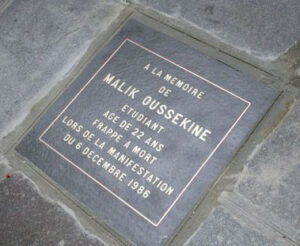 A LA MEMOIRE
DE
MALIK OUSSEKINE
ETUDIANT
AGE DE 22 ANS
FRAPPE A MORT
LORS DE LA MANIFESTATION
DU 6 DECEMBRE 1986